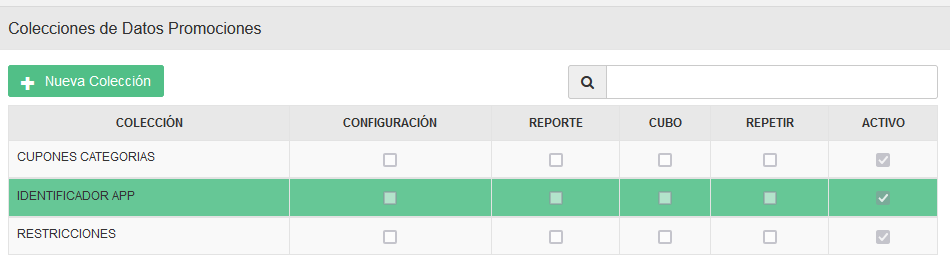 Colecciones de Datos Promociones
Nueva Colección
COLECCIÓN CONFIGURACIÓN REPORTE CUBO REPETIR ACTIVO
CUPONES CATEGORIAS
IDENTIFICADOR APP
RESTRICCIONES